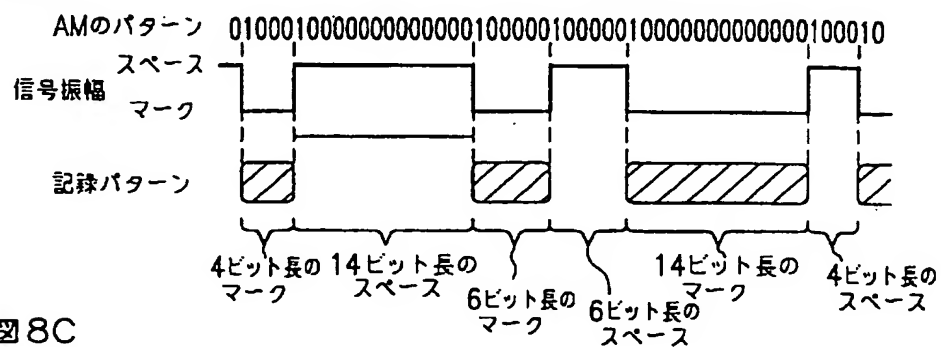 AMのパターン 010001000000000000010000010000010000000000000100010
スペース
信号振幅
マーク
記録パターン
4ビット長の
マーク
14ビット長の
スペース
6ビット長の
マーク
6ビット長の
スペース
14ビット長の
マーク
4ビット長の
スペース
図8C